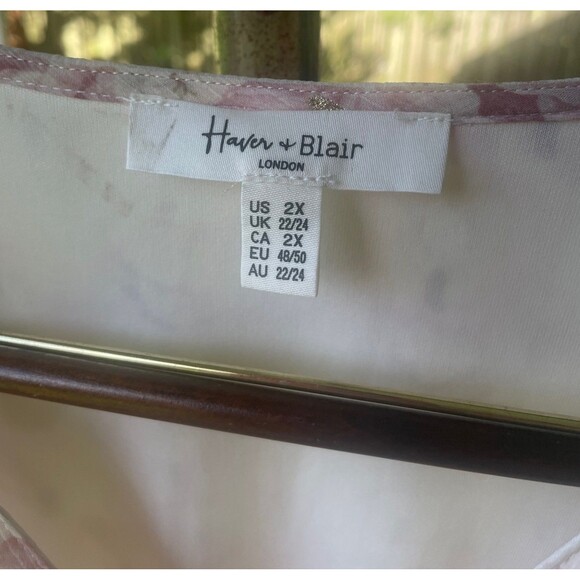 Haver + Blair
LONDON
US 2X
UK 22/24
CA 2X
EU 48/50
AU 22/24